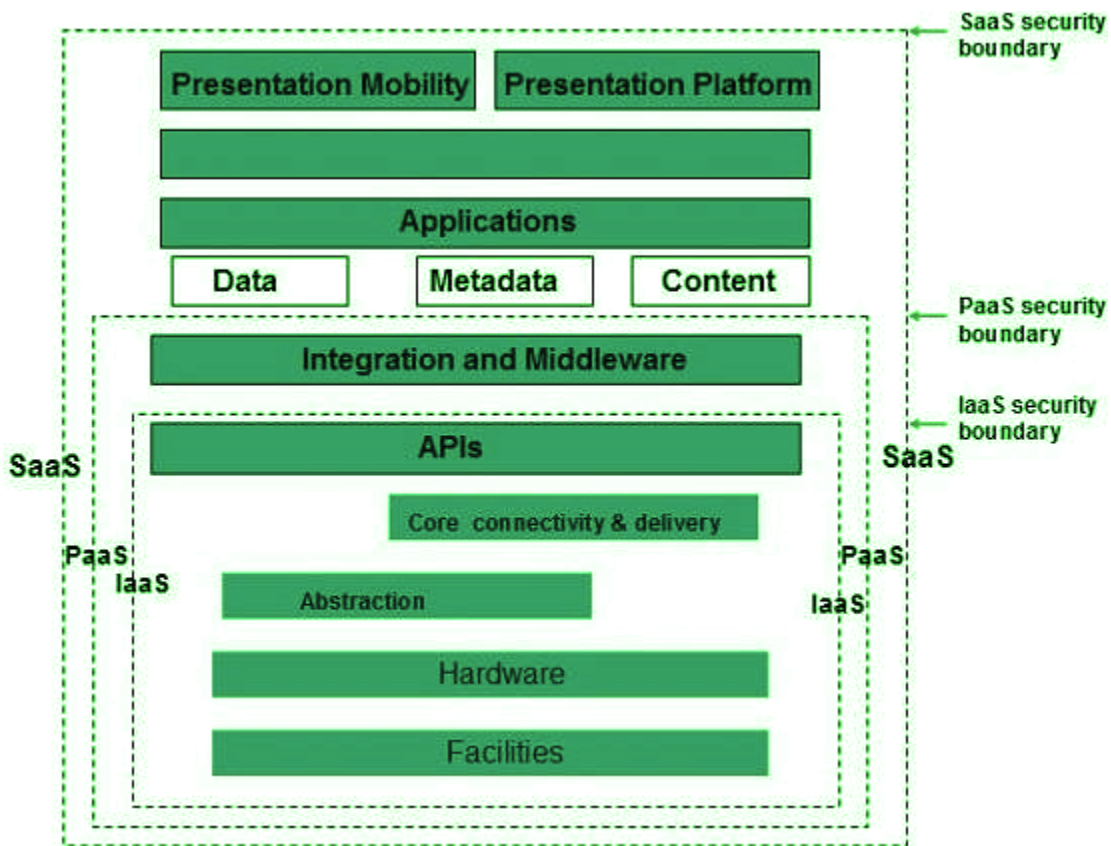 SaaS security
boundary
Presentation Mobility
Presentation Platform
Applications
Data
Metadata
Content
PaaS security
boundary
Integration and Middleware
IaaS security
boundary
APIs
SaaS
SaaS
Core connectivity & delivery
PaaS
PaaS
IaaS
IaaS
Abstraction
Hardware
Facilities